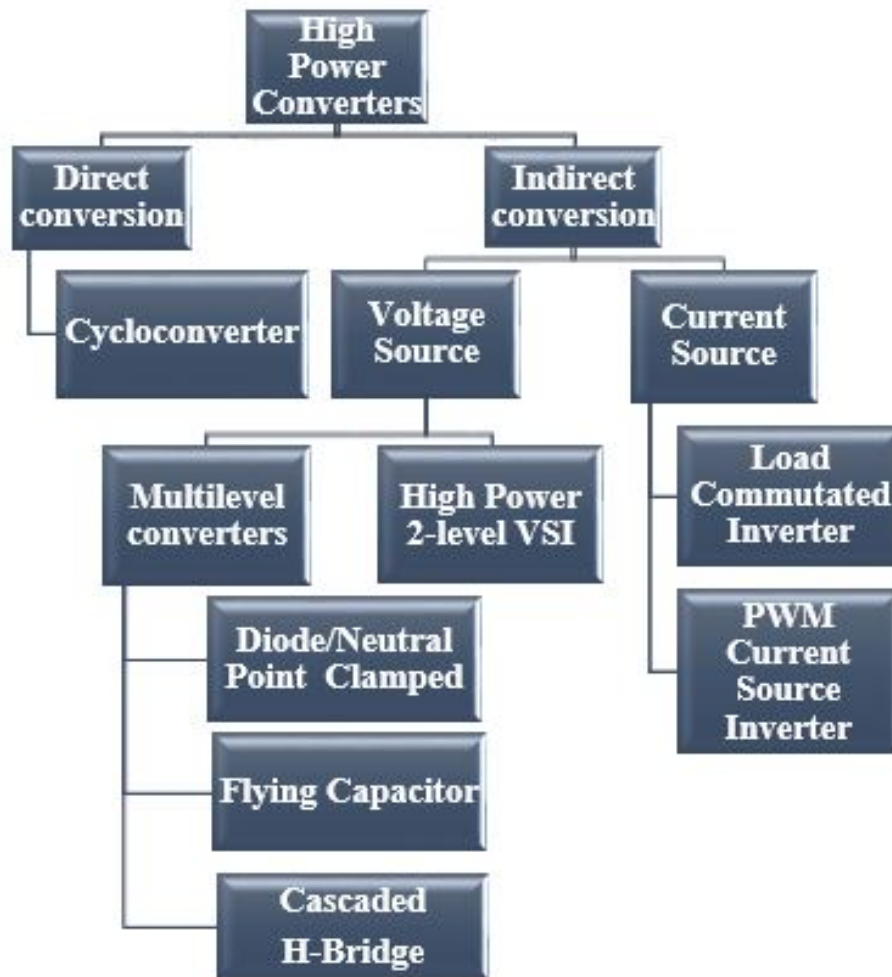 High
Power
Converters
Direct
conversion
Indirect
conversion
Cycloconverter
Voltage
Source
Current
Source
Multilevel
converters
High Power
2-level VSI
Load
Commutated
Inverter
Diode/Neutral
Point Clamped
PWM
Current
Source
Inverter
Flying Capacitor
Cascaded
H-Bridge